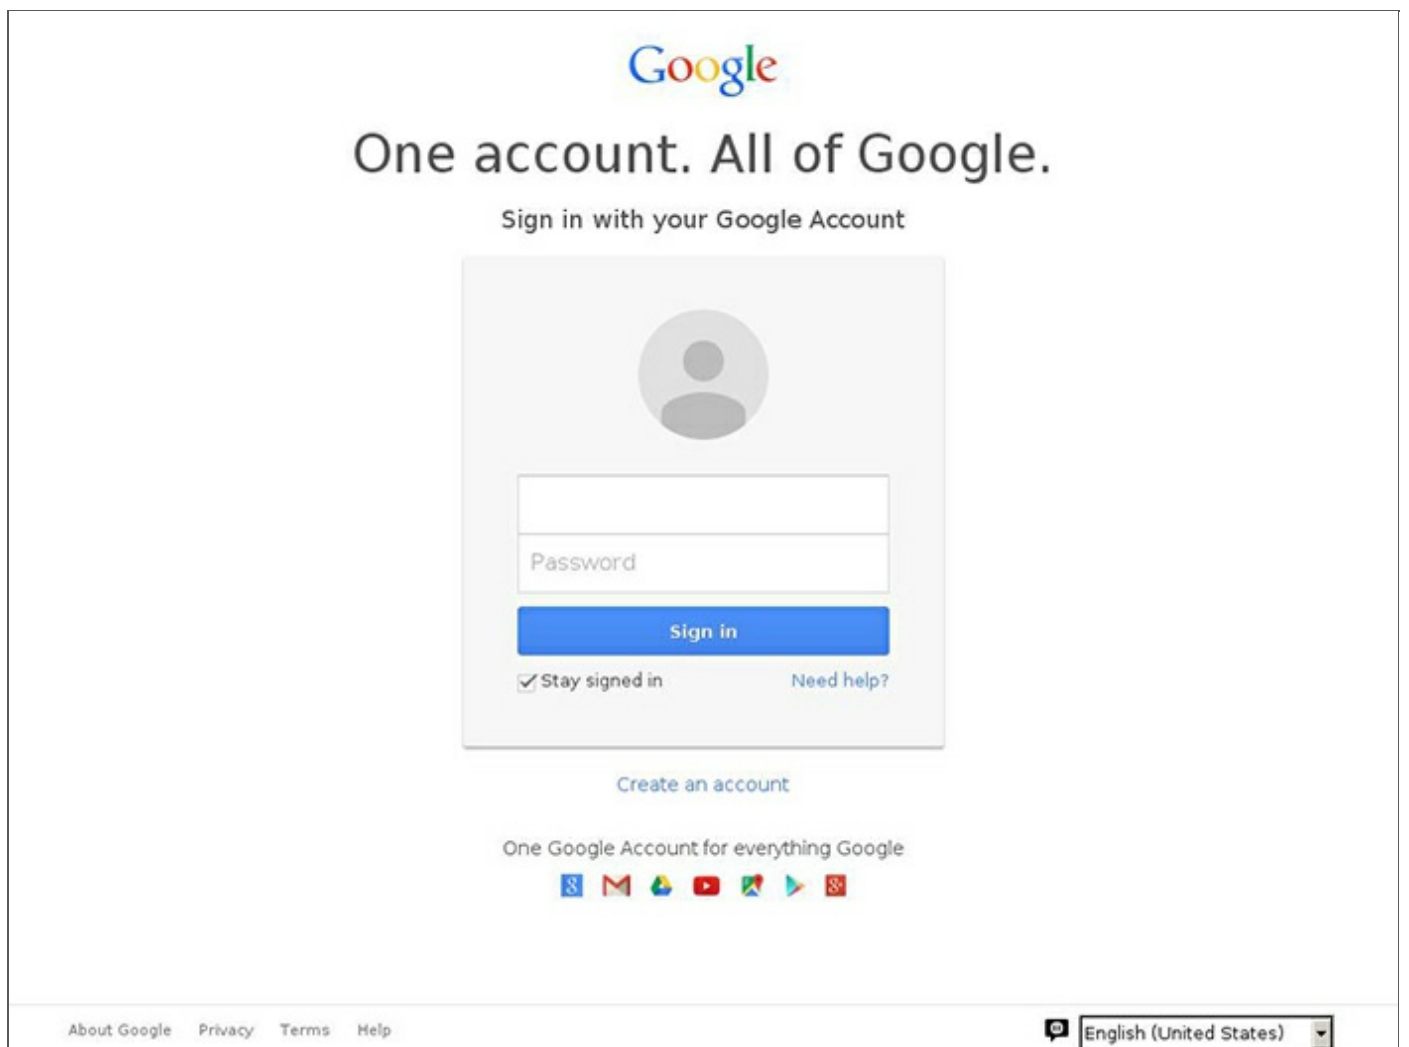 Google
One account. All of Google.
Sign in with your Google Account
Password
Sign in
Stay signed in
Need help?
Create an account
One Google Account for everything Google
About Google Privacy Terms Help
English (United States)